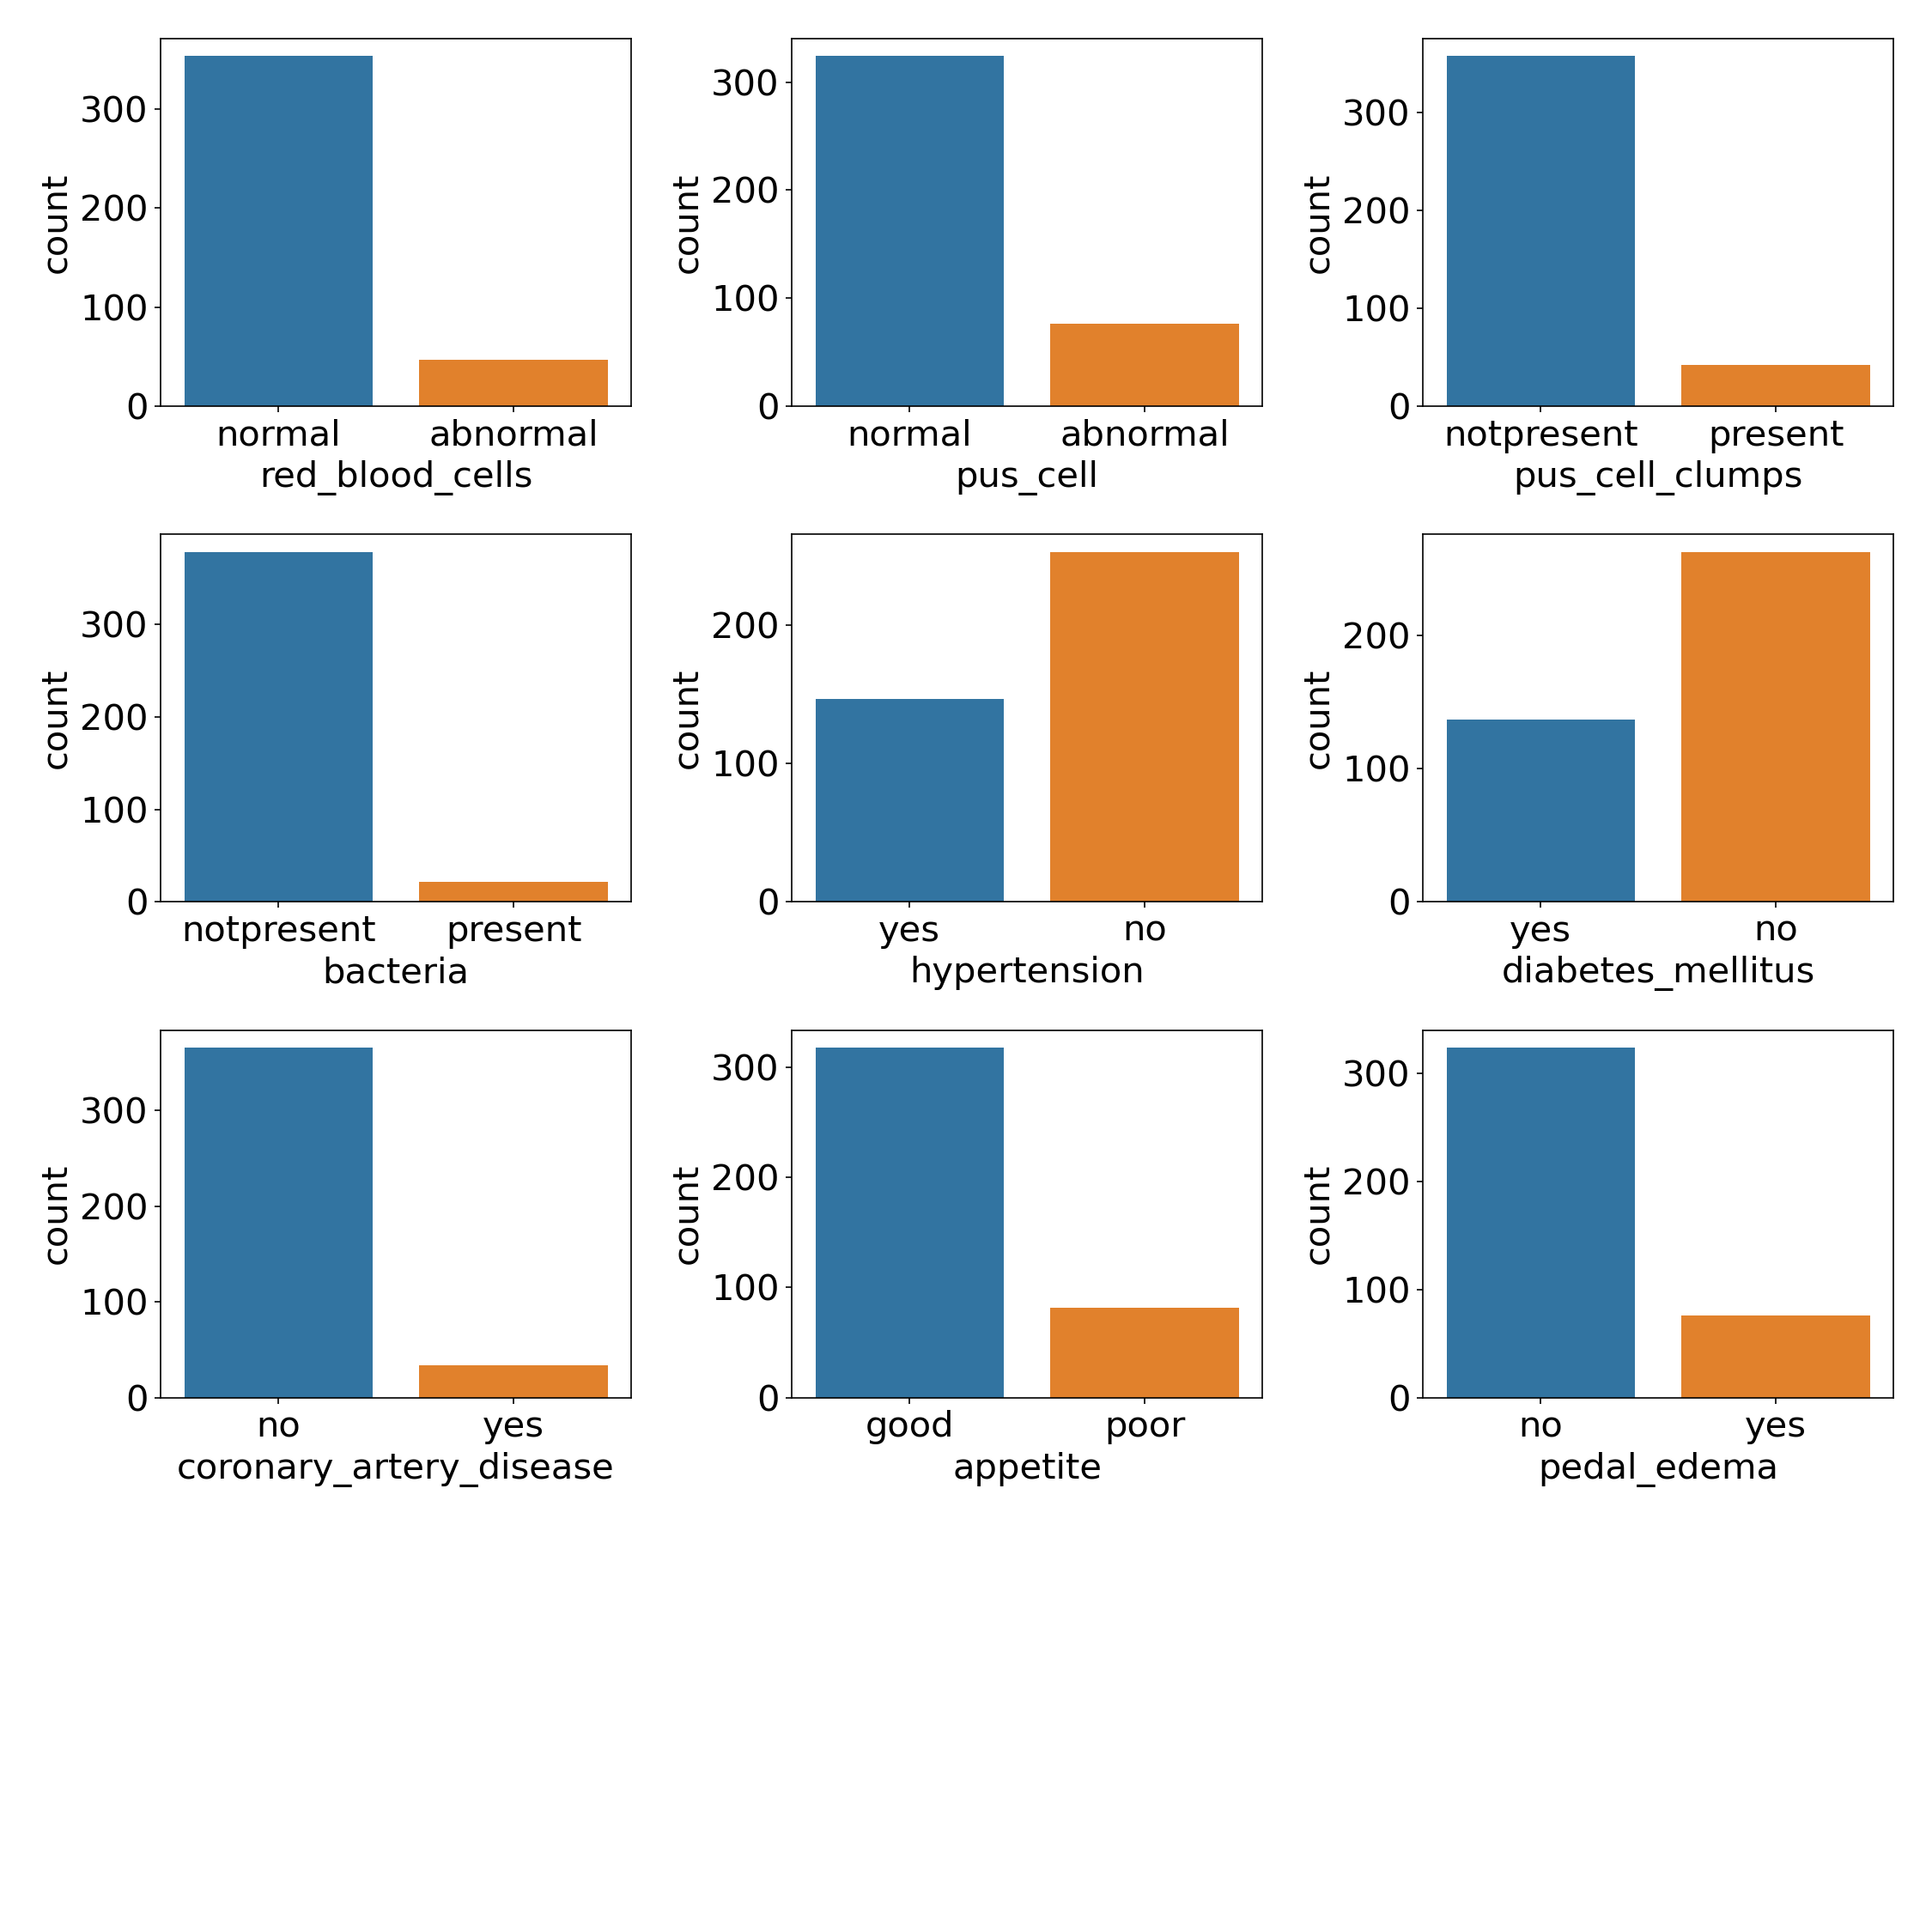 300
200
100
0
count
normal abnormal
red_blood_cells
300
200
100
0
count
normal abnormal
pus_cell
300
200
100
0
count
notpresent present
pus_cell_clumps
300
200
100
0
count
notpresent present
bacteria
200
100
0
count
yes no
hypertension
200
100
0
count
yes no
diabetes_mellitus
300
200
100
0
count
no yes
coronary_artery_disease
300
200
100
0
count
good poor
appetite
300
200
100
0
count
no yes
pedal_edema